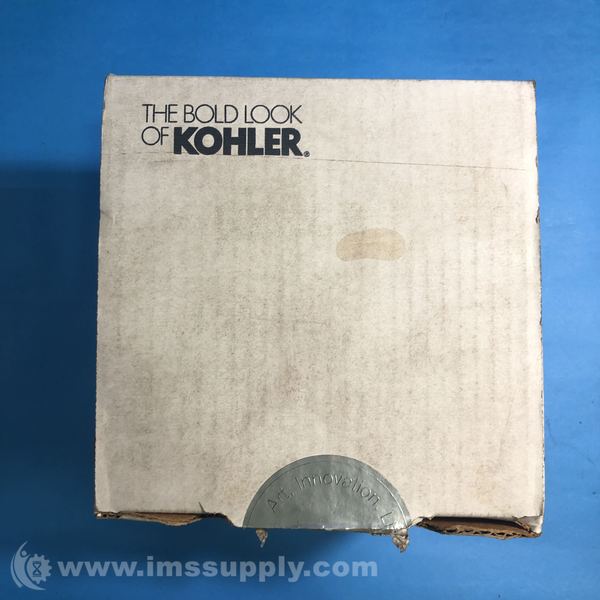 THE BOLD LOOK
OF KOHLER®
Art. Innovation.
www.imssupply.com